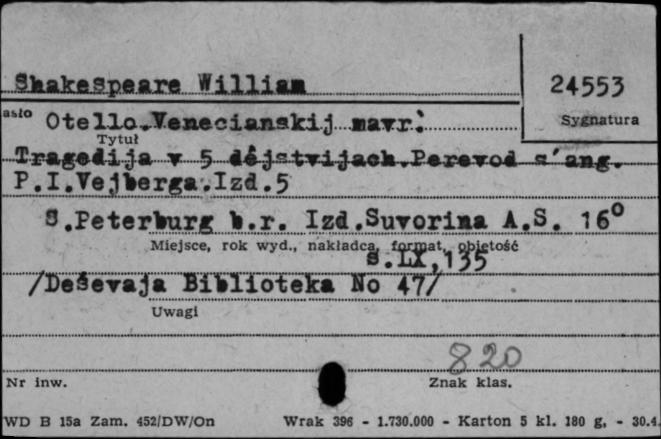 Shakespeare William
24553
Sygnatura
asło Otello.Venecianskij mavr.
Tytuł
Tragedija v 5 dějstvijach.Perevod s'ang.
P.I.Vejberga.Izd.5
S.Peterburg b.r. Izd.Suvorina A.S. 16°
Miejsce, rok wyd., nakładca, format, objętość
s.LX,135
/Deševaja Biblioteka No 47/
Uwagi
820
Nr inw.
Znak klas.
WD B 15a Zam. 452/DW/On Wrak 396 - 1.730.000 - Karton 5 kl. 180 g, - 30.4